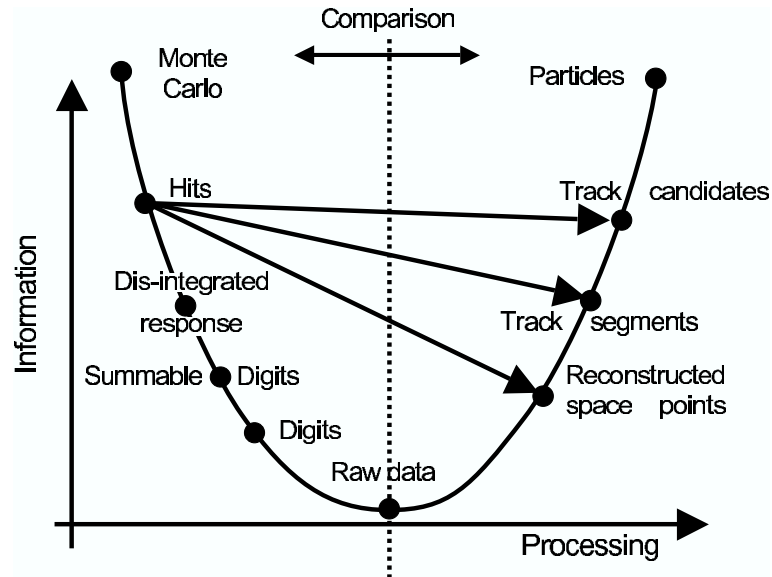 Comparison
Monte
Carlo
Particles
Hits
Track candidates
Dis-integrated
response
Track segments
Summable Digits
Reconstructed
space points
Digits
Raw data
Information
Processing